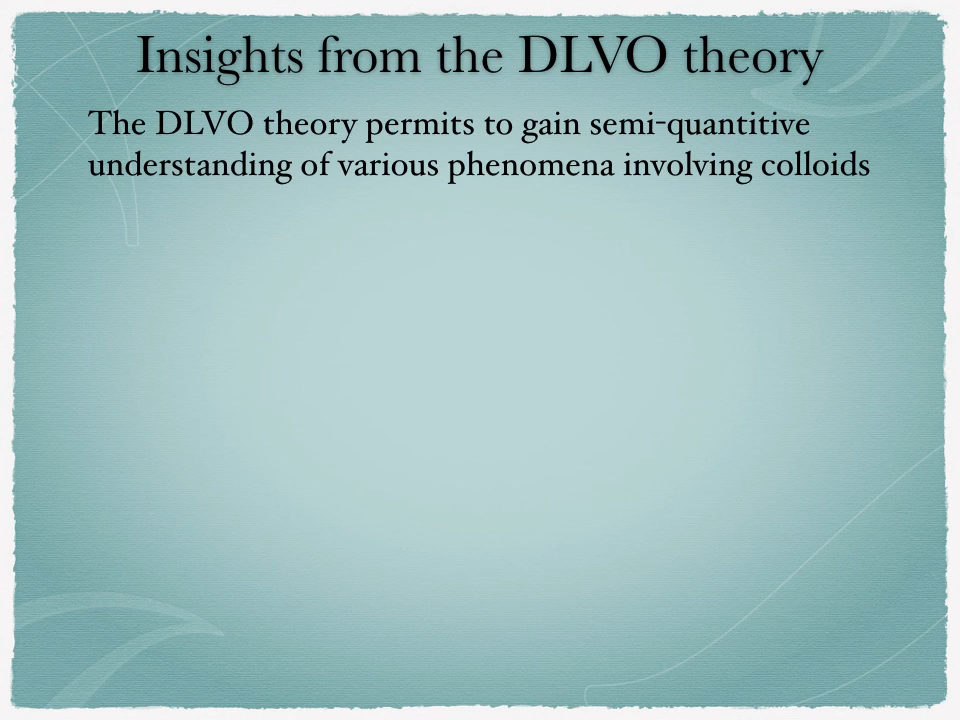 Insights from the DLVO theory
The DLVO theory permits to gain semi-quantitive
understanding of various phenomena involving colloids